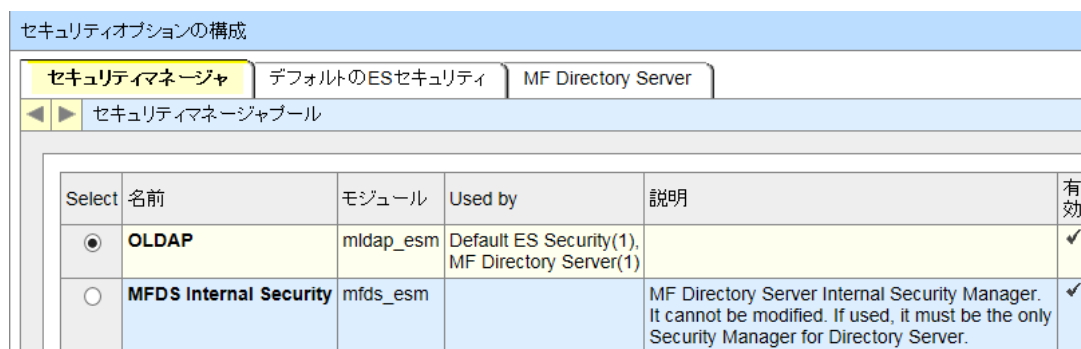 セキュリティオプションの構成
セキュリティマネージャ デフォルトのESセキュリティ MF Directory Server
セキュリティマネージャプール
Select 名前 モジュール Used by 説明 有効
OLDAP mldap_esm Default ES Security(1),
MF Directory Server(1)
MFDS Internal Security mfds_esm MF Directory Server Internal Security Manager.
It cannot be modified. If used, it must be the only
Security Manager for Directory Server.